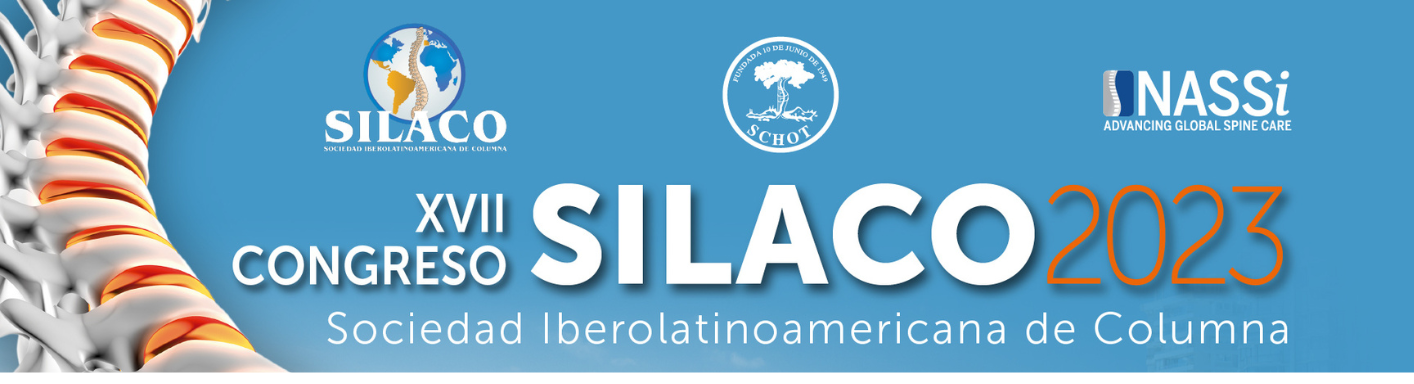 SILACO
SOCIEDAD IBEROLATINOAMERICANA DE COLUMNA
FUNDADA 10 DE JUNIO DE 1949
SCHOT
NASSi
ADVANCING GLOBAL SPINE CARE
XVII
CONGRESO
SILACO2023
Sociedad Iberolatinoamericana de Columna